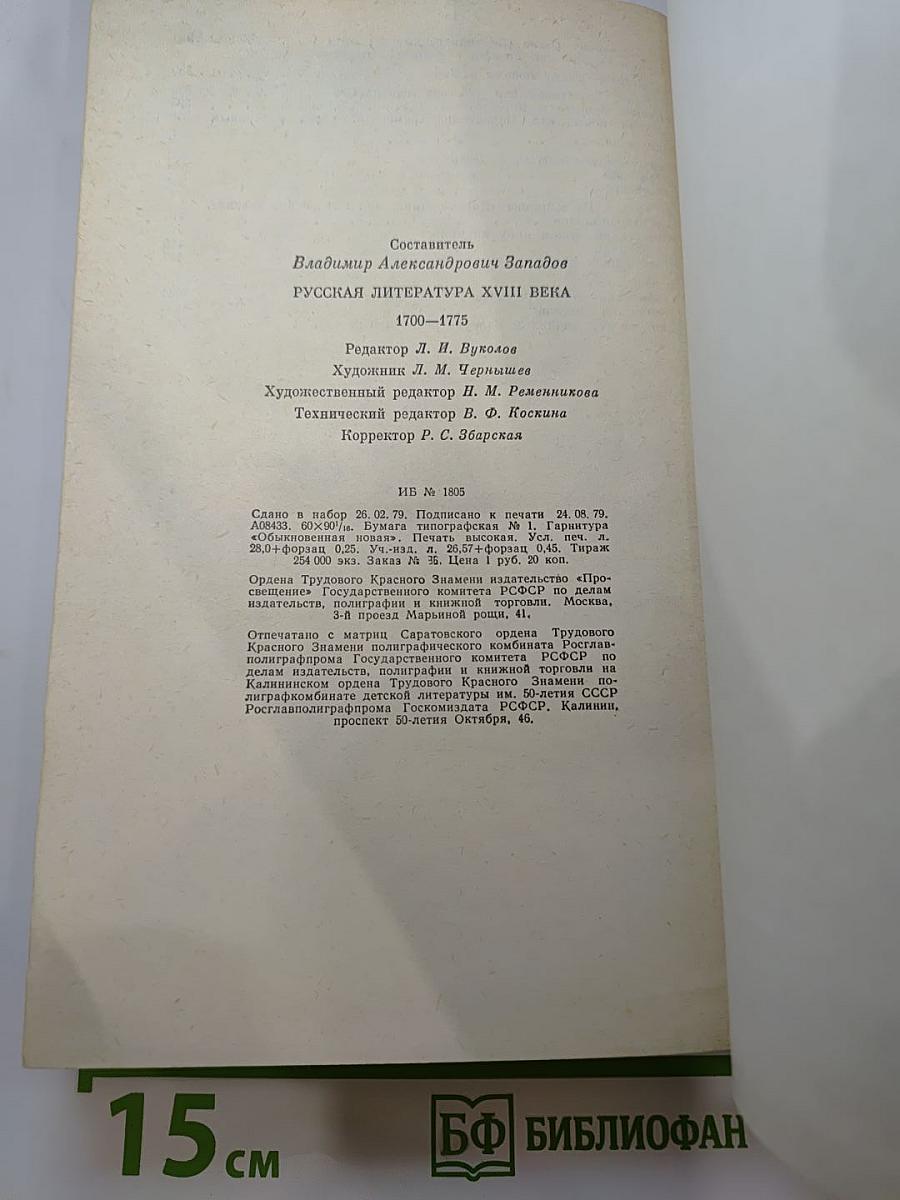 Составитель
Владимир Александрович Западов
РУССКАЯ ЛИТЕРАТУРА XVIII ВЕКА
1700—1775
Редактор Л. И. Вуколов
Художник Л. М. Чернышев
Художественный редактор Н. М. Ременникова
Технический редактор В. Ф. Коскина
Корректор Р. С. Збарская
ИБ № 1805
Сдано в набор 26.02.79. Подписано к печати 24.08.79.
А08433. 60×90¹/₁₆. Бумага типографская № 1. Гарнитура
«Обыкновенная новая». Печать высокая. Усл. печ. л.
28,0+форзац 0,25. Уч.-изд. л. 26,57+форзац 0,45. Тираж
254 000 экз. Заказ № Цена 1 руб. 20 коп.
Ордена Трудового Красного Знамени издательство «Про-
свещение» Государственного комитета РСФСР по делам
издательств, полиграфии и книжной торговли. Москва,
3-й проезд Марьиной рощи, 41.
Отпечатано с матриц Саратовского ордена Трудового
Красного Знамени полиграфического комбината Росглав-
полиграфпрома Государственного комитета РСФСР по
делам издательств, полиграфии и книжной торговли на
Калининском ордена Трудового Красного Знамени по-
лиграфкомбинате детской литературы им. 50-летия СССР
Росглавполиграфпрома Госкомиздата РСФСР. Калинин,
проспект 50-летия Октября, 46.
15 см
БФ БИБЛИОФАН